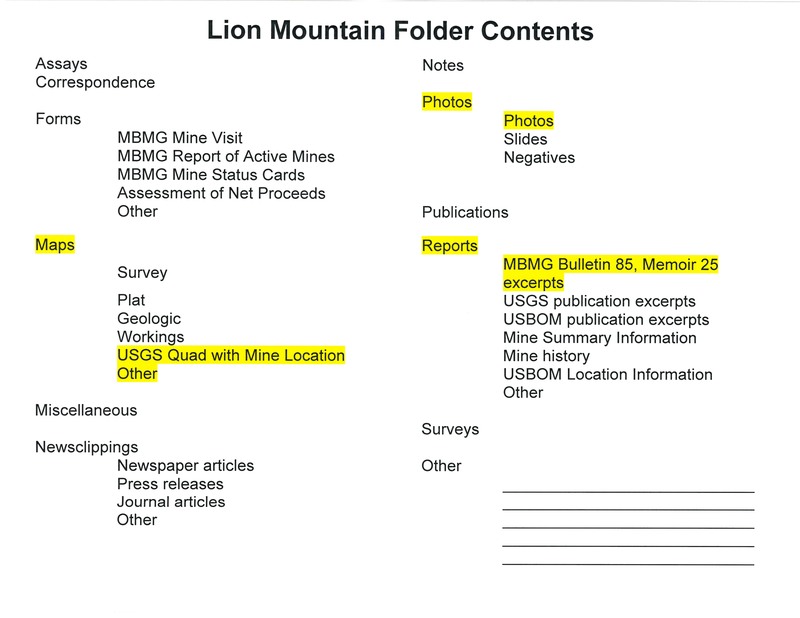 Lion Mountain Folder Contents
Assays
Correspondence
Forms
MBMG Mine Visit
MBMG Report of Active Mines
MBMG Mine Status Cards
Assessment of Net Proceeds
Other
Maps
Survey
Plat
Geologic
Workings
USGS Quad with Mine Location
Other
Miscellaneous
Newsclippings
Newspaper articles
Press releases
Journal articles
Other
Notes
Photos
Photos
Slides
Negatives
Publications
Reports
MBMG Bulletin 85, Memoir 25
excerpts
USGS publication excerpts
USBOM publication excerpts
Mine Summary Information
Mine history
USBOM Location Information
Other
Surveys
Other